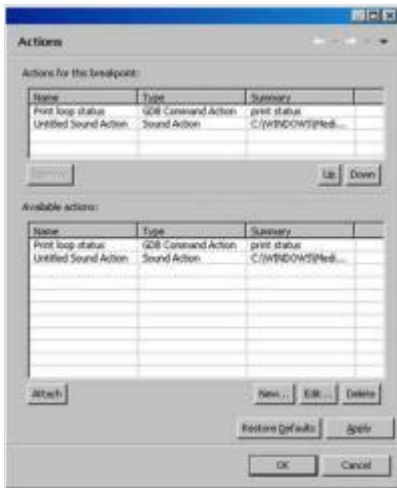 Actions
Actions for this breakpoint:
Name Type Summary
Print loop status GDB Command Action print status
Untitled Sound Action Sound Action C:\WINDOWS\Medi...
Remove Up Down
Available actions:
Name Type Summary
Print loop status GDB Command Action print status
Untitled Sound Action Sound Action C:\WINDOWS\Medi...
Attach New... Edit... Delete
Restore Defaults Apply
OK Cancel